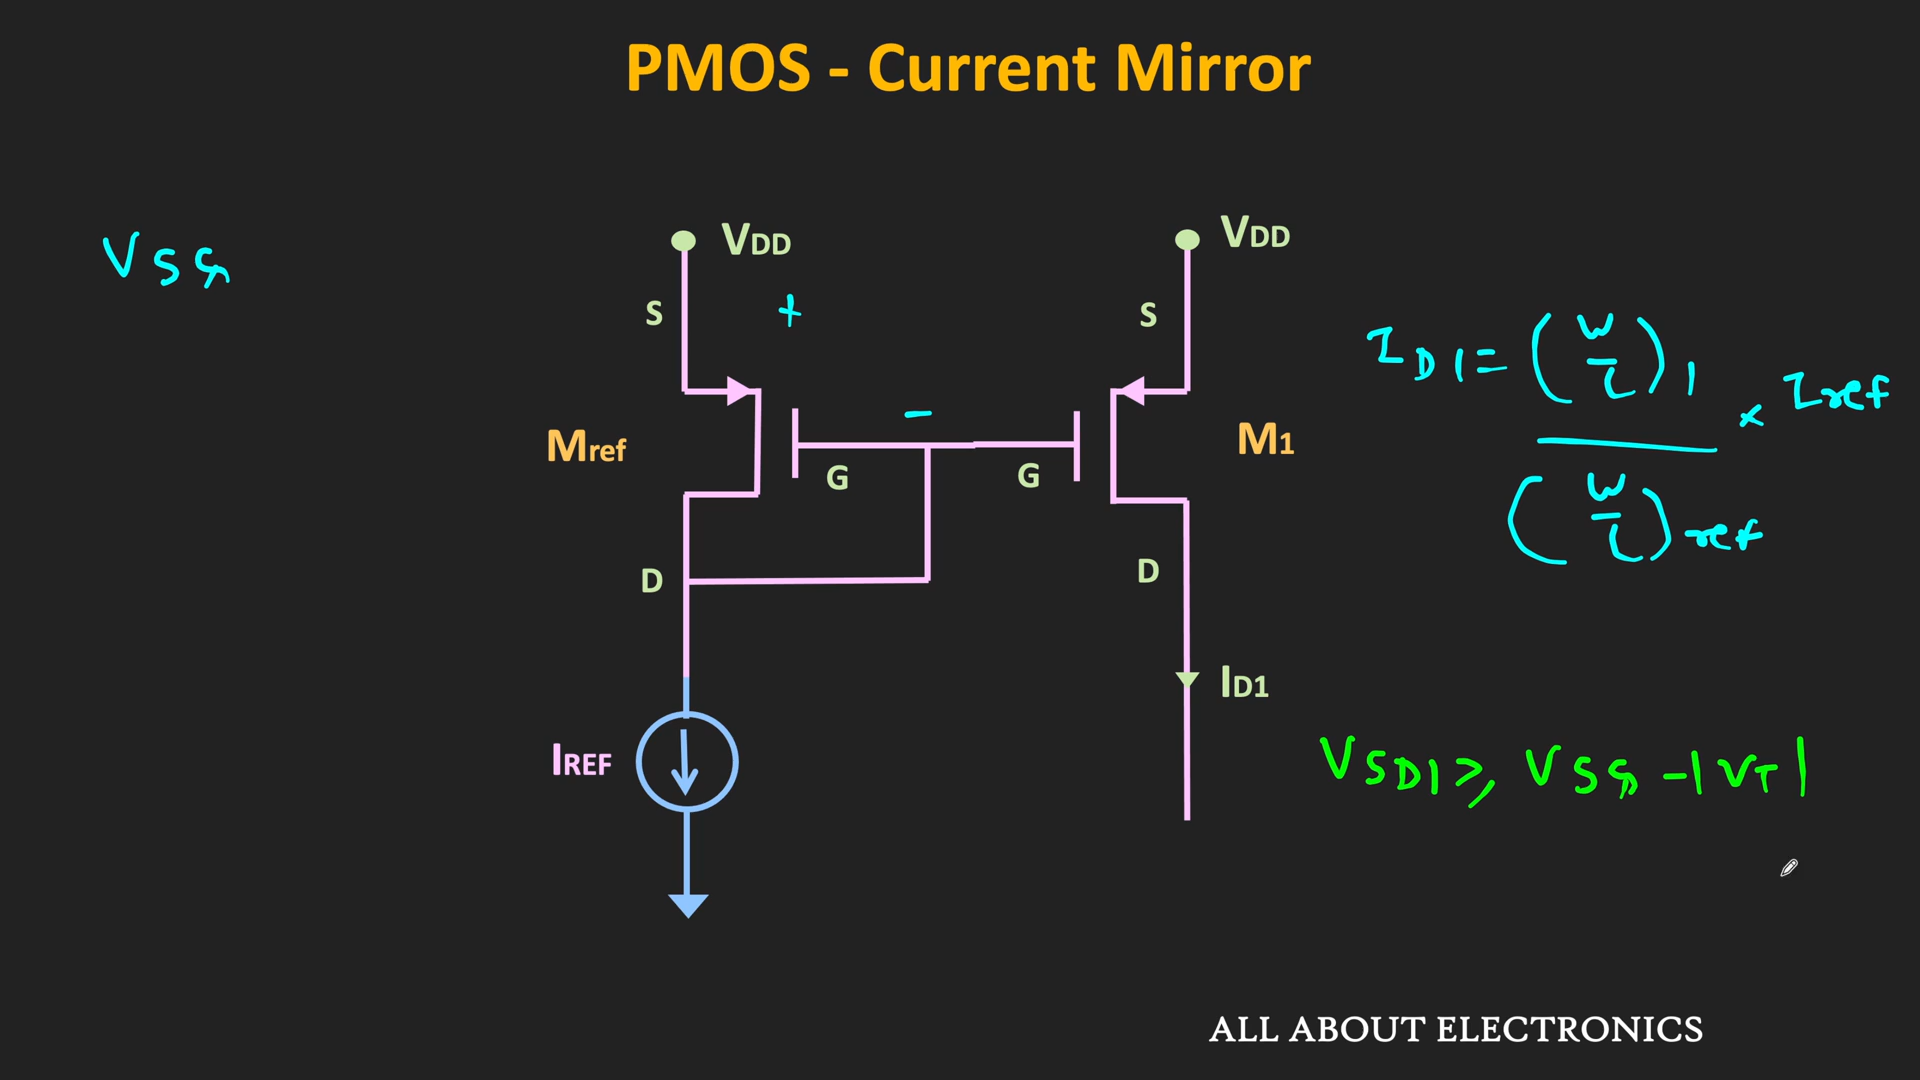 PMOS - Current Mirror
VDD
VDD
VSG
S
+
S
ID1 = (W/L)1 / (W/L)ref × Iref
Mref
-
M1
G
G
D
D
ID1
IREF
VSD1 ≥ VSG - |VT|
ALL ABOUT ELECTRONICS